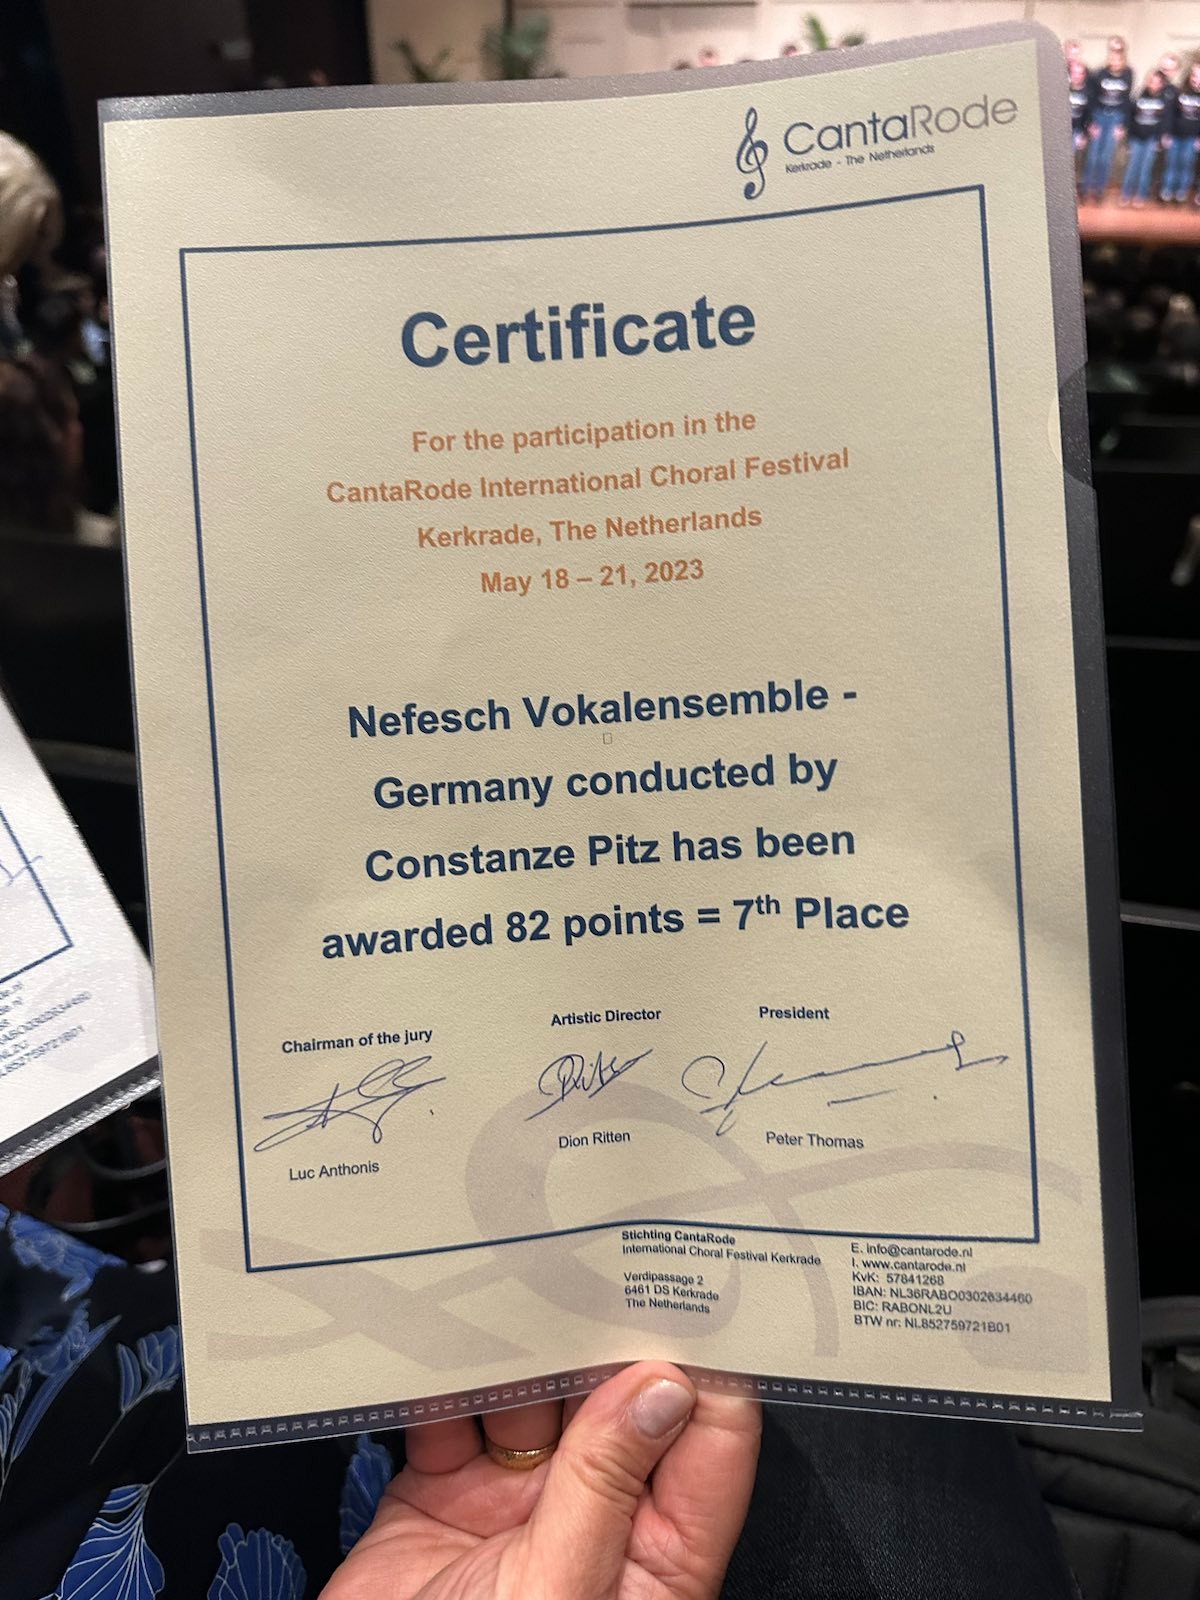 CantaRode
Kerkrade - The Netherlands
Certificate
For the participation in the
CantaRode International Choral Festival
Kerkrade, The Netherlands
May 18 – 21, 2023
Nefesch Vokalensemble -
Germany conducted by
Constanze Pitz has been
awarded 82 points = 7th Place
Chairman of the jury
Artistic Director
President
Luc Anthonis
Dion Ritten
Peter Thomas
Stichting CantaRode
International Choral Festival Kerkrade
Verdipassage 2
6461 DS Kerkrade
The Netherlands
E. info@cantarode.nl
I. www.cantarode.nl
KvK: 57841268
IBAN: NL36RABO0302634460
BIC: RABONL2U
BTW nr: NL852759721B01